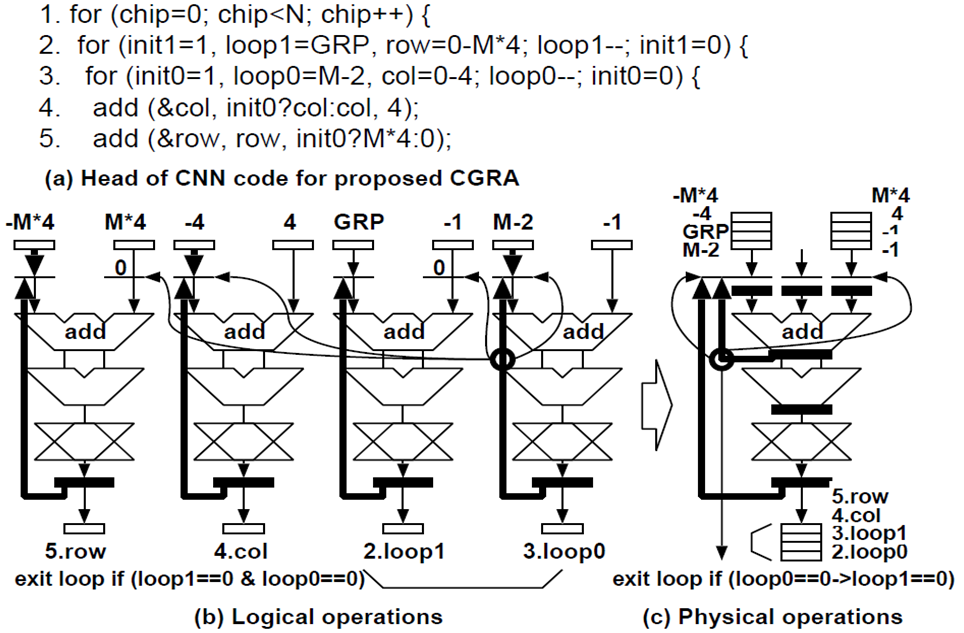 1. for (chip=0; chip<N; chip++) {
2. for (init1=1, loop1=GRP, row=0-M*4; loop1--; init1=0) {
3. for (init0=1, loop0=M-2, col=0-4; loop0--; init0=0) {
4. add (&col, init0?col:col, 4);
5. add (&row, row, init0?M*4:0);
(a) Head of CNN code for proposed CGRA
-M*4 M*4 -4 4 GRP -1 M-2 -1
0 0
add add add add
5.row 4.col 2.loop1 3.loop0
exit loop if (loop1==0 & loop0==0)
(b) Logical operations
-M*4 M*4
-4 4
GRP -1
M-2 -1
add
5.row
4.col
3.loop1
2.loop0
exit loop if (loop0==0->loop1==0)
(c) Physical operations